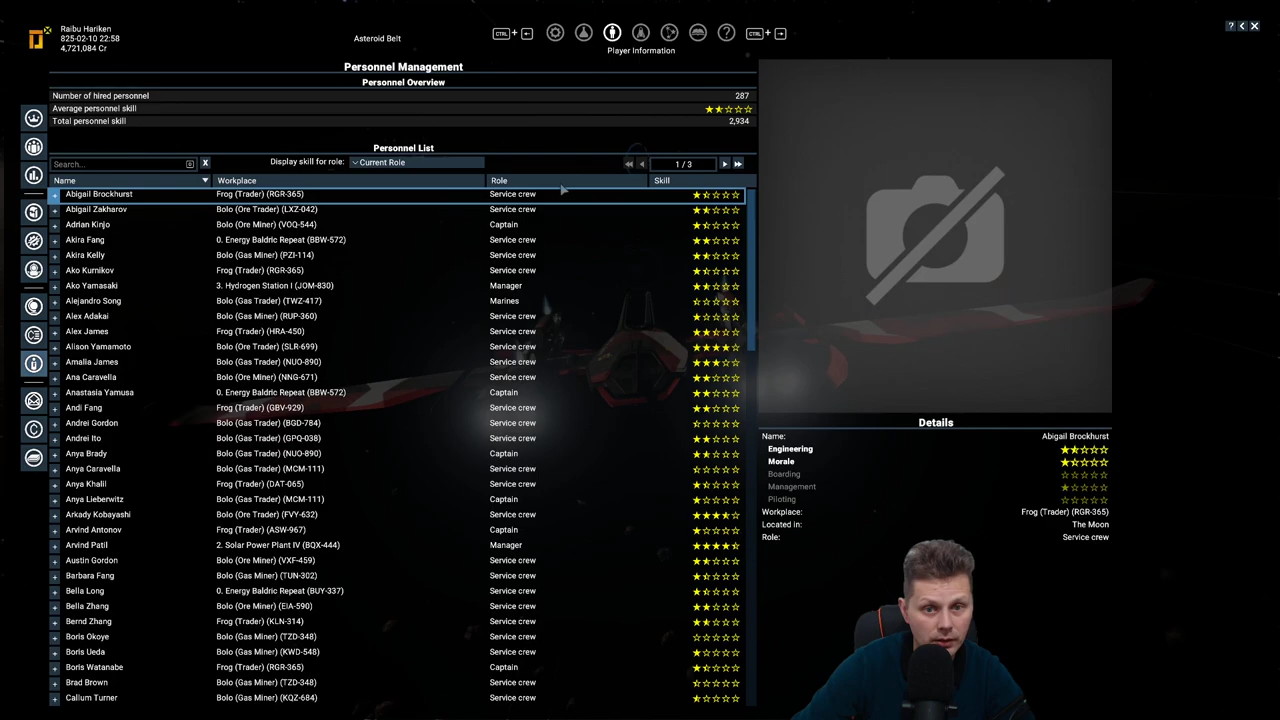 Raibu Hariken
825-02-10 22:58
4,721,084 Cr
Asteroid Belt
CTRL + ←
CTRL + →
Player Information
? < X
Personnel Management
Personnel Overview
Number of hired personnel 287
Average personnel skill
Total personnel skill 2,934
Personnel List
Search... x Display skill for role: Current Role 1 / 3
Name Workplace Role Skill
+ Abigail Brockhurst Frog (Trader) (RGR-365) Service crew
+ Abigail Zakharov Bolo (Ore Trader) (LXZ-042) Service crew
+ Adrian Kinjo Bolo (Ore Miner) (VOQ-544) Captain
+ Akira Fang 0. Energy Baldric Repeat (BBW-572) Service crew
+ Akira Kelly Bolo (Gas Miner) (PZI-114) Service crew
+ Ako Kurnikov Frog (Trader) (RGR-365) Service crew
+ Ako Yamasaki 3. Hydrogen Station I (JOM-830) Manager
+ Alejandro Song Bolo (Gas Trader) (TWZ-417) Marines
+ Alex Adakai Bolo (Gas Miner) (RUP-360) Service crew
+ Alex James Frog (Trader) (HRA-450) Service crew
+ Alison Yamamoto Bolo (Ore Trader) (SLR-699) Service crew
+ Amalia James Bolo (Gas Trader) (NUO-890) Service crew
+ Ana Caravella Bolo (Ore Miner) (NNG-671) Service crew
+ Anastasia Yamusa 0. Energy Baldric Repeat (BBW-572) Captain
+ Andi Fang Frog (Trader) (GBV-929) Service crew
+ Andrei Gordon Bolo (Gas Trader) (BGD-784) Service crew
+ Andrei Ito Bolo (Gas Miner) (GPQ-038) Service crew
+ Anya Brady Bolo (Gas Trader) (NUO-890) Captain
+ Anya Caravella Bolo (Gas Trader) (MCM-111) Service crew
+ Anya Khalil Frog (Trader) (DAT-065) Service crew
+ Anya Lieberwitz Bolo (Gas Trader) (MCM-111) Captain
+ Arkady Kobayashi Bolo (Ore Trader) (FVY-632) Service crew
+ Arvind Antonov Frog (Trader) (ASW-967) Captain
+ Arvind Patil 2. Solar Power Plant IV (BQX-444) Manager
+ Austin Gordon Bolo (Ore Trader) (VXF-459) Service crew
+ Barbara Fang Bolo (Gas Miner) (TUN-302) Service crew
+ Bella Long 0. Energy Baldric Repeat (BUY-337) Service crew
+ Bella Zhang Bolo (Ore Miner) (EIA-590) Service crew
+ Bernd Zhang Frog (Trader) (KLN-314) Service crew
+ Boris Okoye Bolo (Gas Miner) (TZD-348) Service crew
+ Boris Ueda Bolo (Gas Miner) (KWD-548) Service crew
+ Boris Watanabe Frog (Trader) (RGR-365) Captain
+ Brad Brown Bolo (Gas Miner) (TZD-348) Service crew
+ Callum Turner Bolo (Gas Miner) (KQZ-684) Service crew
Details
Name: Abigail Brockhurst
Engineering
Morale
Boarding
Management
Piloting
Workplace: Frog (Trader) (RGR-365)
Located in: The Moon
Role: Service crew